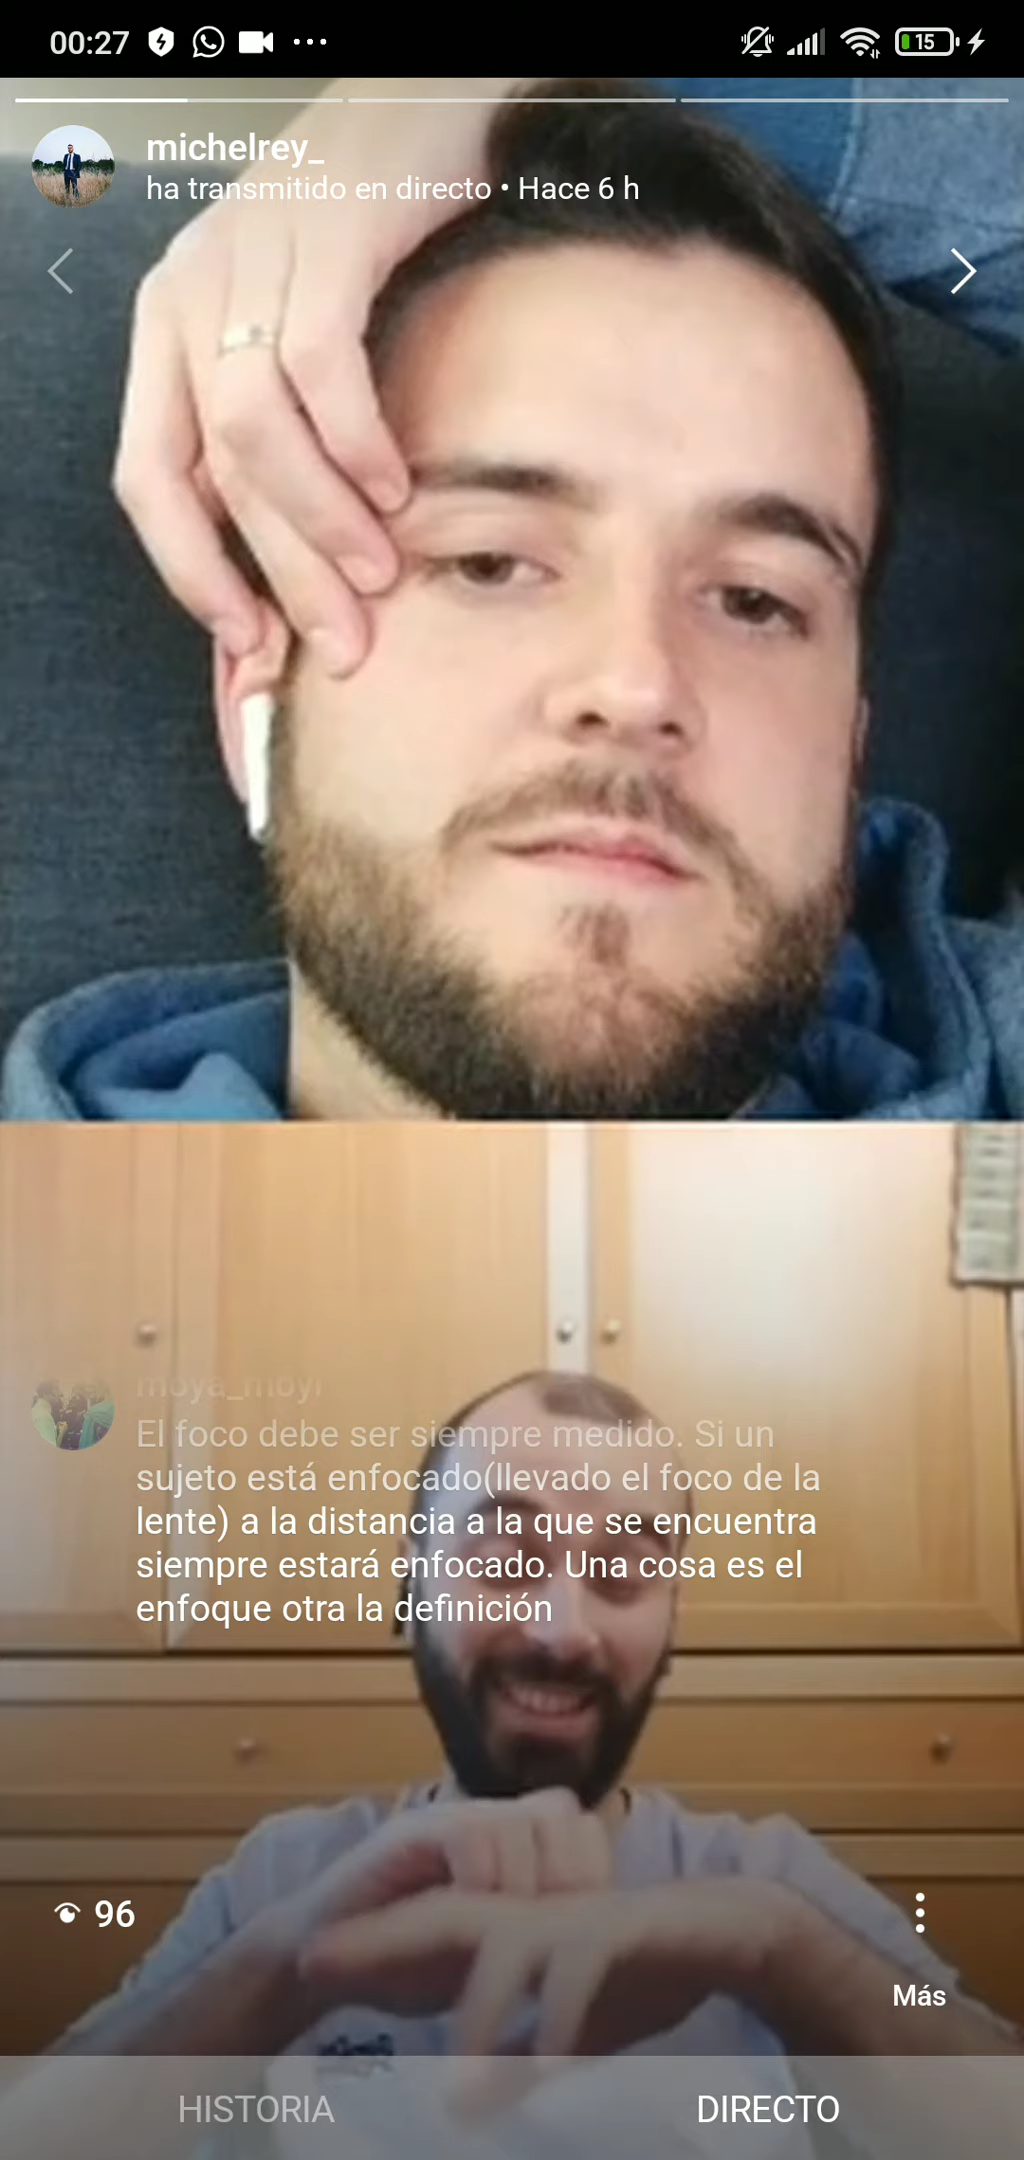 00:27
15
michelrey_
ha transmitido en directo • Hace 6 h
moya_mbyl
El foco debe ser siempre medido. Si un
sujeto está enfocado(llevado el foco de la
lente) a la distancia a la que se encuentra
siempre estará enfocado. Una cosa es el
enfoque otra la definición
96
Más
HISTORIA
DIRECTO